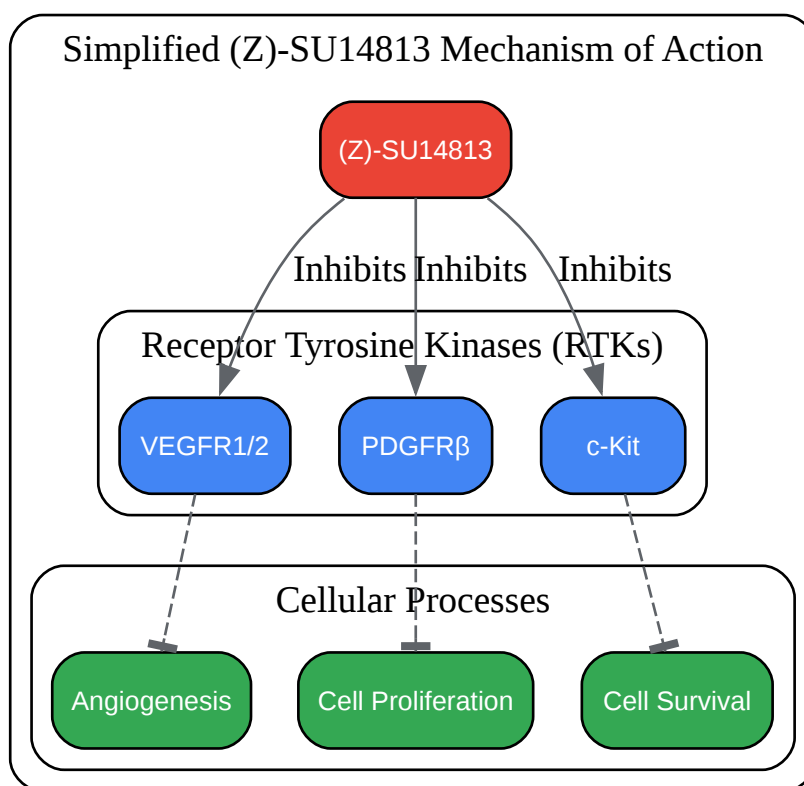 Simplified (Z)-SU14813 Mechanism of Action
(Z)-SU14813
Inhibits Inhibits Inhibits
Receptor Tyrosine Kinases (RTKs)
VEGFR1/2 PDGFRβ c-Kit
Cellular Processes
Angiogenesis Cell Proliferation Cell Survival